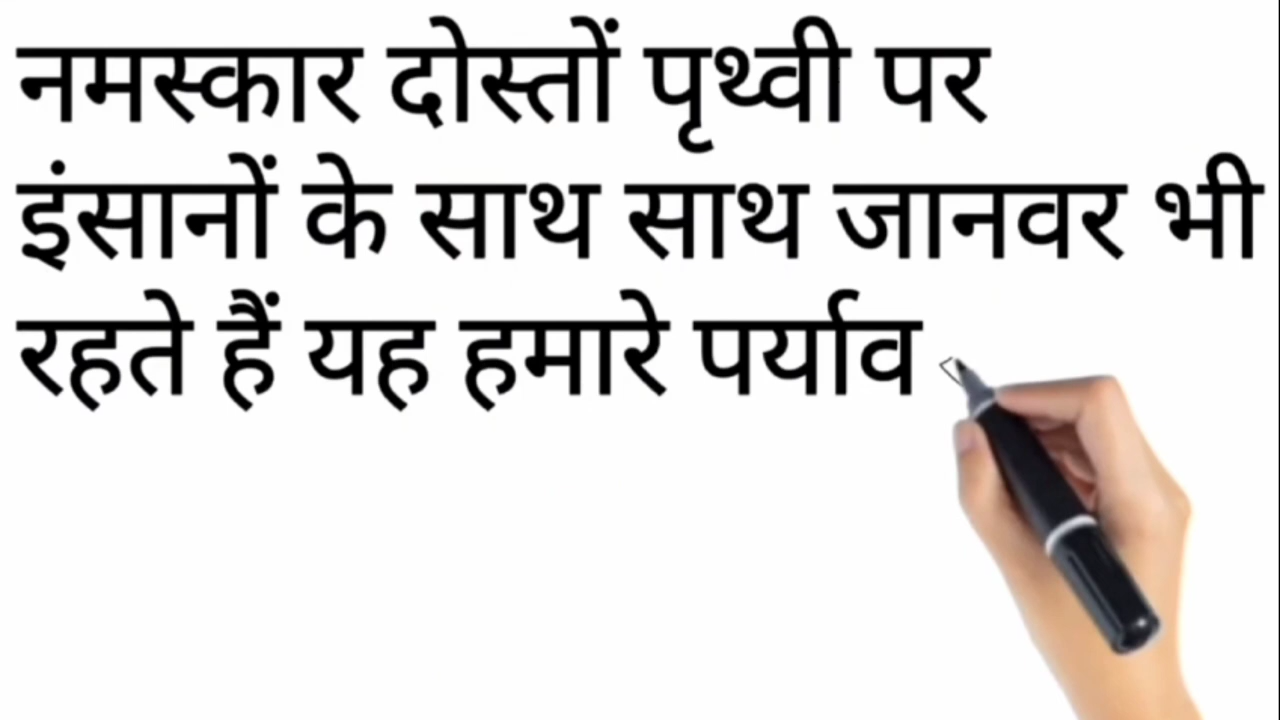 नमस्कार दोस्तों पृथ्वी पर
इंसानों के साथ साथ जानवर भी
रहते हैं यह हमारे पर्याव